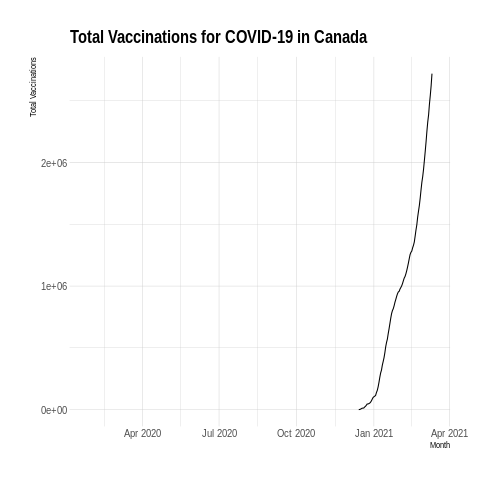 Total Vaccinations for COVID-19 in Canada
Total Vaccinations
2e+06
1e+06
0e+00
Apr 2020 Jul 2020 Oct 2020 Jan 2021 Apr 2021
Month